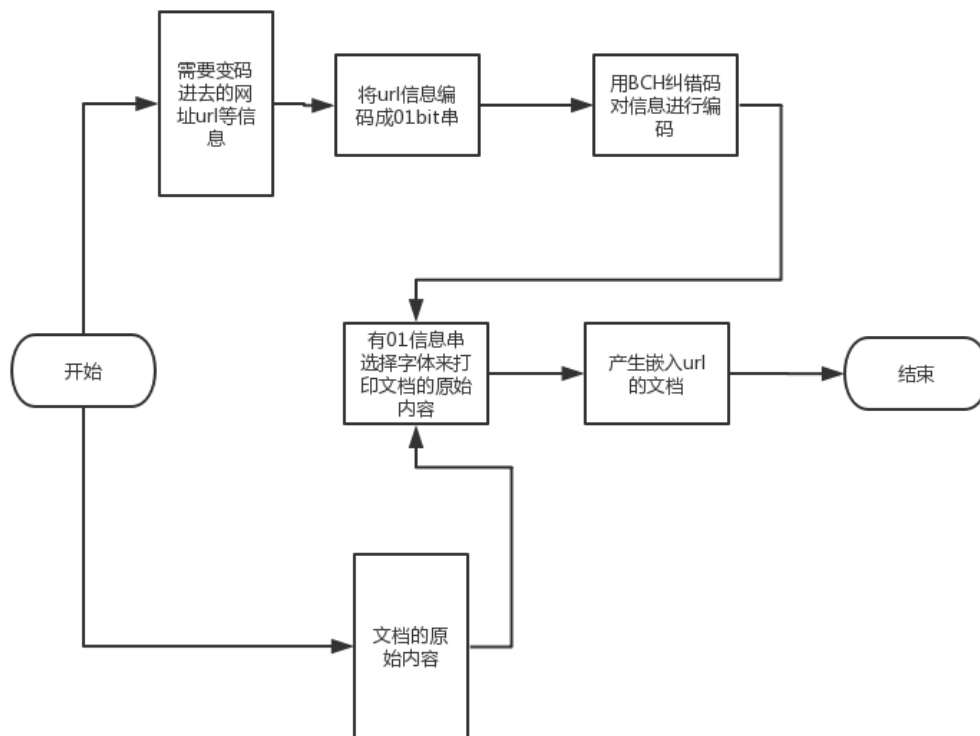 需要变码
进去的网
址url等信
息
将url信息编
码成01bit串
用BCH纠错码
对信息进行编
码
开始
有01信息串
选择字体来打
印文档的原始
内容
产生嵌入url
的文档
结束
文档的原
始内容